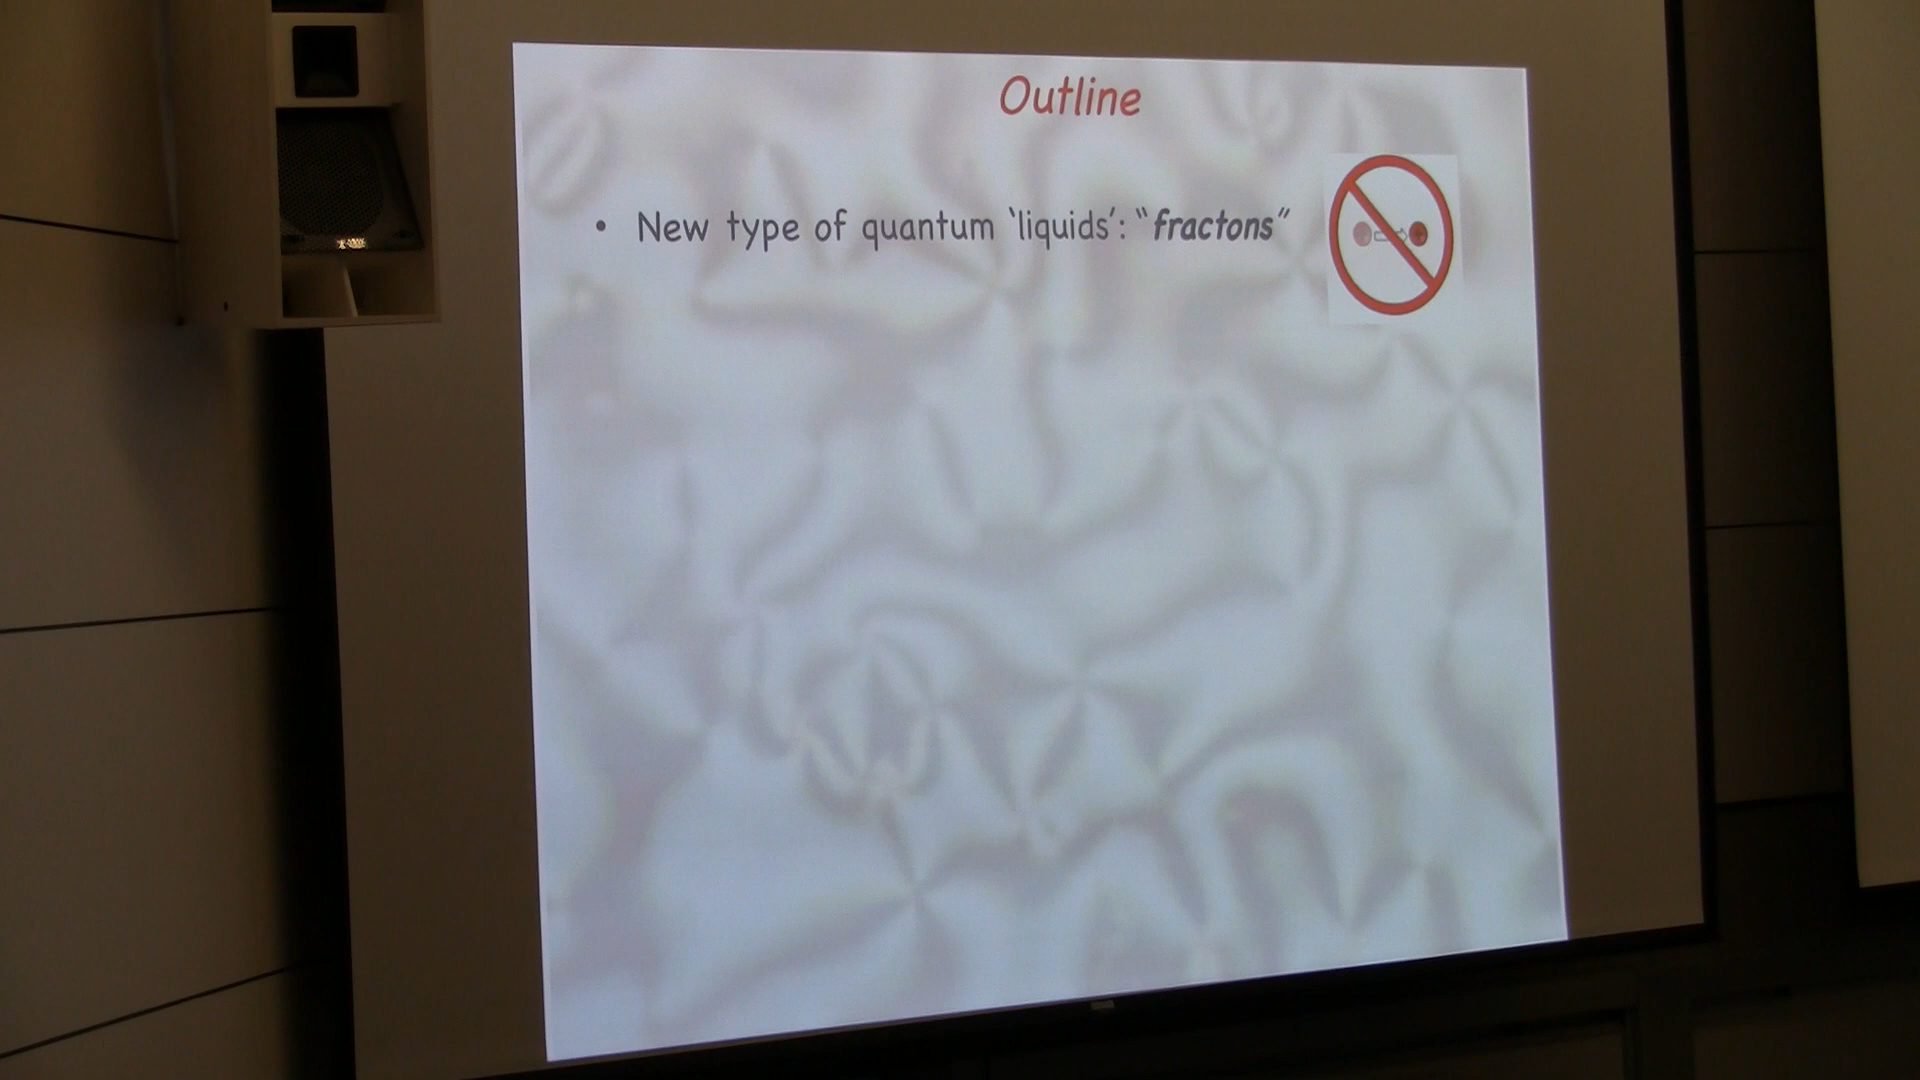 Outline
• New type of quantum ‘liquids’: “fractons”